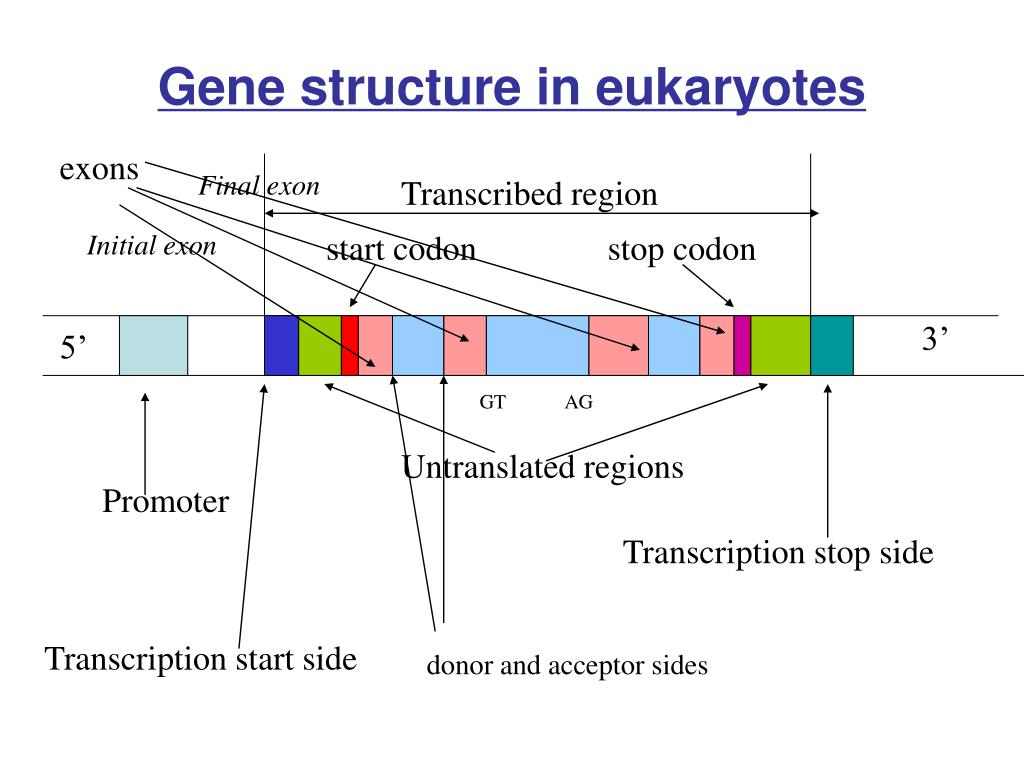 Gene structure in eukaryotes
exons
Final exon
Transcribed region
Initial exon
start codon
stop codon
5’
3’
GT
AG
Untranslated regions
Promoter
Transcription stop side
Transcription start side
donor and acceptor sides